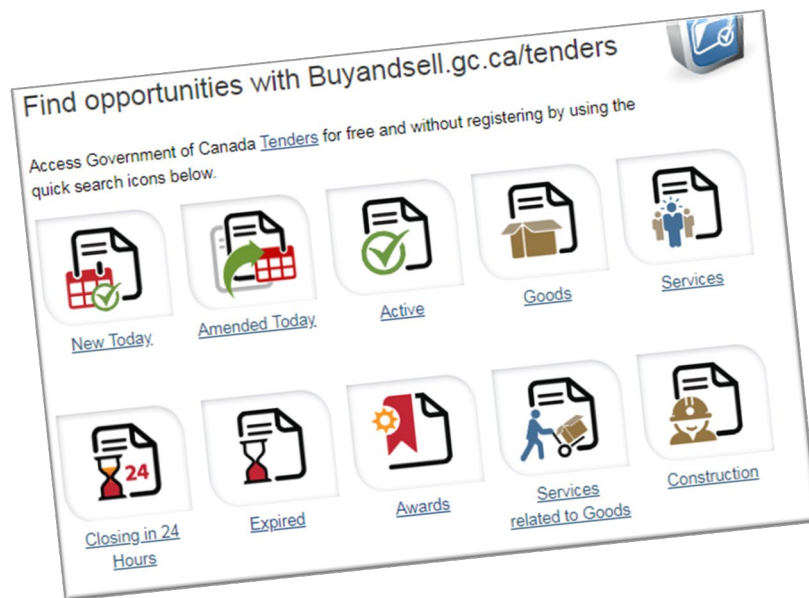 Find opportunities with Buyandsell.gc.ca/tenders
Access Government of Canada Tenders for free and without registering by using the
quick search icons below.
New Today
Amended Today
Active
Goods
Services
24
Closing in 24
Hours
Expired
Awards
Services
related to Goods
Construction